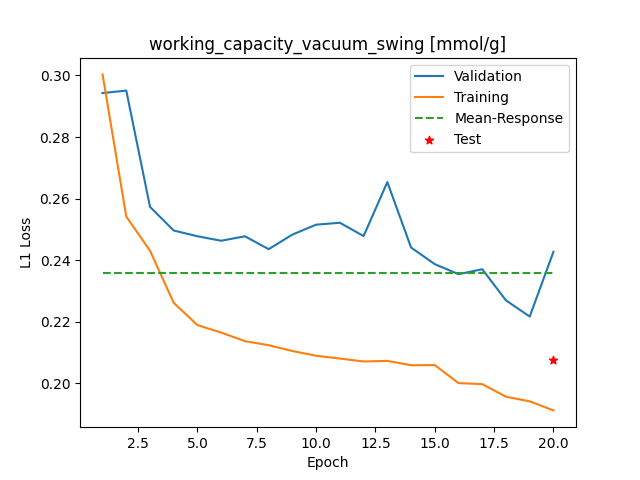 working_capacity_vacuum_swing [mmol/g]
L1 Loss
0.30
0.28
0.26
0.24
0.22
0.20
Validation
Training
Mean-Response
Test
2.5 5.0 7.5 10.0 12.5 15.0 17.5 20.0
Epoch